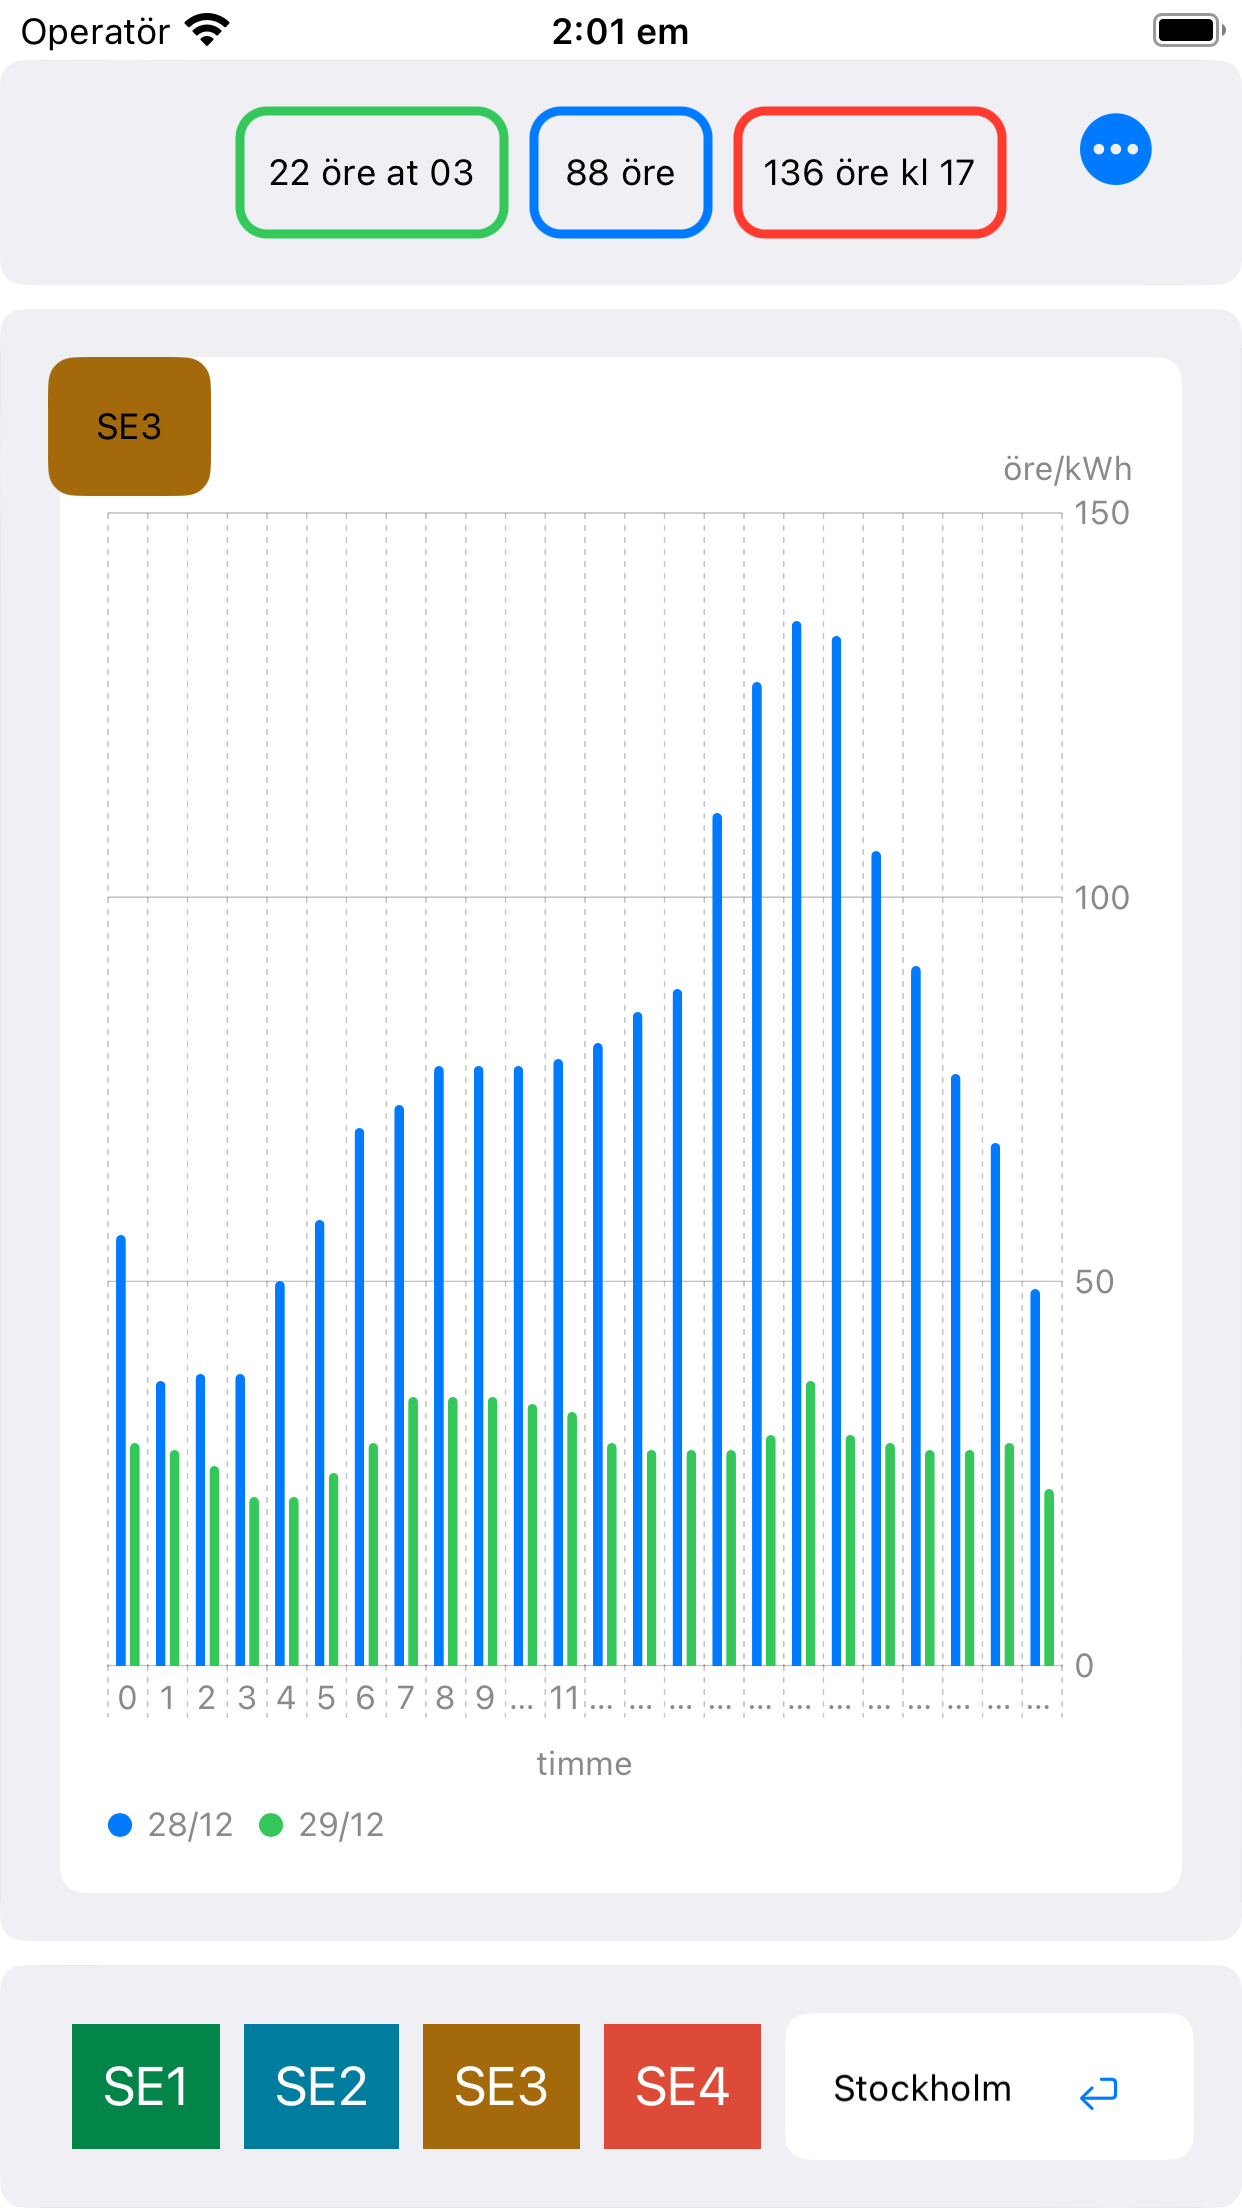 Operatör 2:01 em
22 öre at 03 88 öre 136 öre kl 17
SE3
öre/kWh
150
100
50
0
0 1 2 3 4 5 6 7 8 9 ... 11 ... ... ... ... ... ... ... ... ... ... ... ...
timme
28/12 29/12
SE1 SE2 SE3 SE4 Stockholm